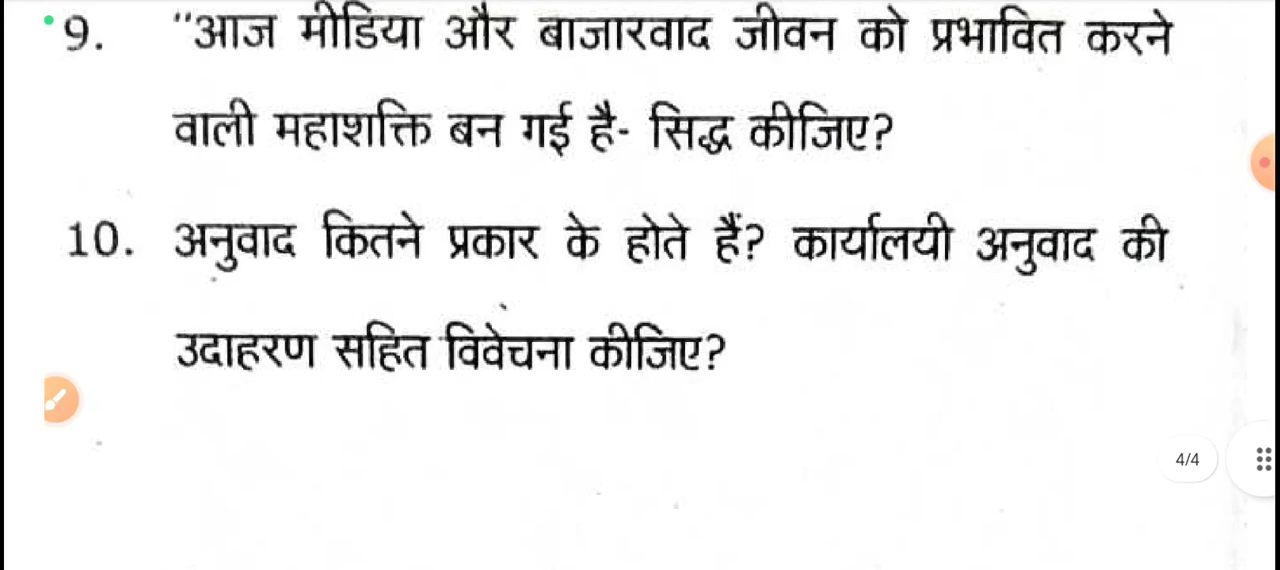 9. "आज मीडिया और बाजारवाद जीवन को प्रभावित करने
वाली महाशक्ति बन गई है- सिद्ध कीजिए?
10. अनुवाद कितने प्रकार के होते हैं? कार्यालयी अनुवाद की
उदाहरण सहित विवेचना कीजिए?
4/4